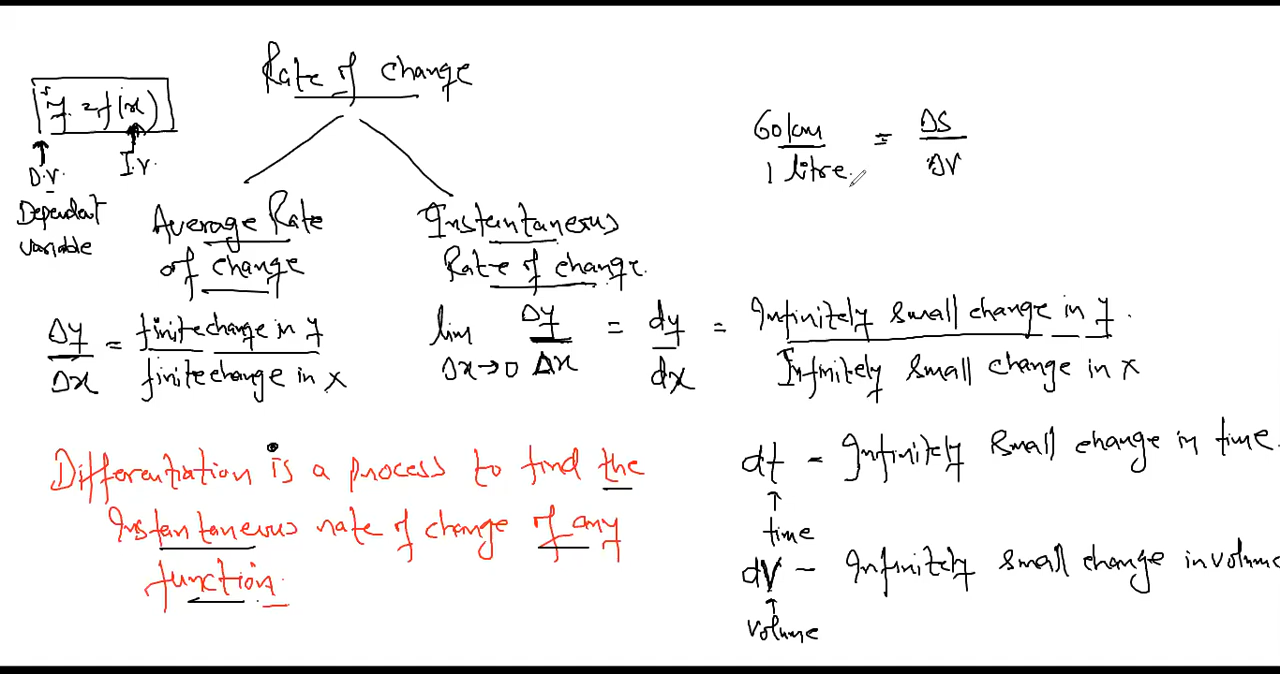 Rate of change
y = f(x)
D.V.
I.V.
Dependent
variable
60 km
1 litre
= ΔS
ΔV
Average Rate
of change
Instantaneous
Rate of change.
Δy
Δx
= finite change in y
finite change in x
lim
Δx→0
Δy
Δx
= dy
dx
= Infinitely small change in y.
Infinitely small change in x
Differentiation is a process to find the
Instantaneous rate of change of any
function.
dt - Infinitely small change in time.
↑
time
dV - Infinitely small change in volume
↑
volume